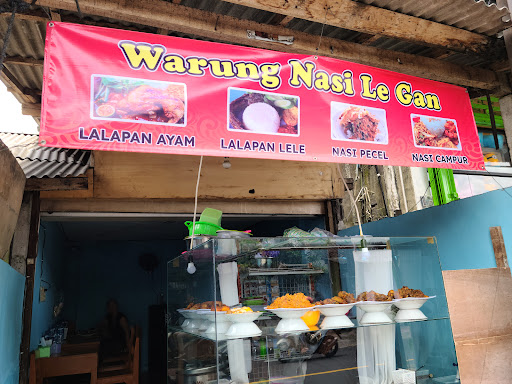 Warung Nasi Le Gan
LALAPAN AYAM
LALAPAN LELE
NASI PECEL
NASI CAMPUR